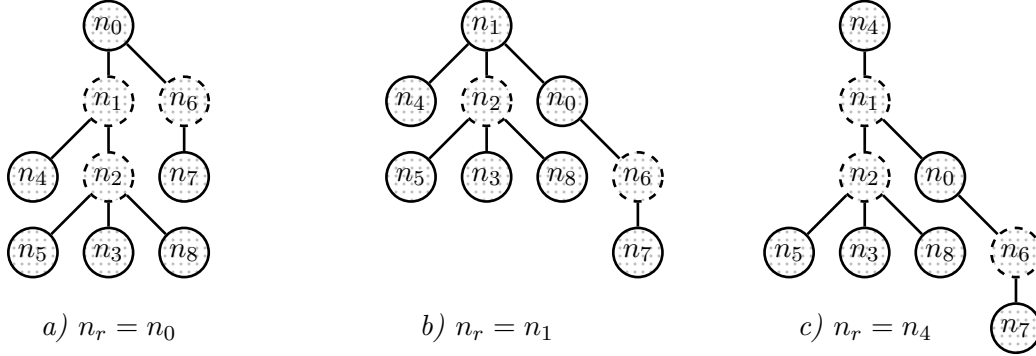 n₀ n₁ n₄
n₁ n₆ n₄ n₂ n₀ n₁
n₄ n₂ n₇ n₅ n₃ n₈ n₆ n₂ n₀
n₅ n₃ n₈ n₇ n₅ n₃ n₈ n₆
a) nᵣ = n₀ b) nᵣ = n₁ c) nᵣ = n₄ n₇